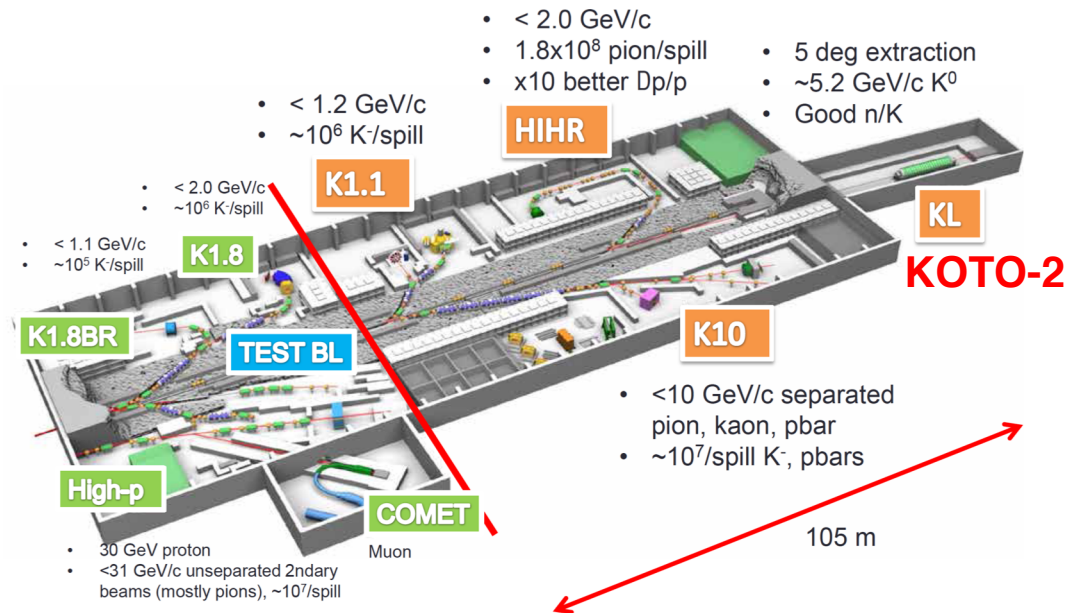 • < 2.0 GeV/c
• 1.8x10⁸ pion/spill
• x10 better Dp/p
HIHR
• 5 deg extraction
• ~5.2 GeV/c K⁰
• Good n/K
KL
KOTO-2
• < 1.2 GeV/c
• ~10⁶ K⁻/spill
K1.1
• < 2.0 GeV/c
• ~10⁶ K⁻/spill
K1.8
• < 1.1 GeV/c
• ~10⁵ K⁻/spill
K1.8BR
TEST BL
K10
• <10 GeV/c separated
pion, kaon, pbar
• ~10⁷/spill K⁻, pbars
High-p
• 30 GeV proton
• <31 GeV/c unseparated 2ndary
beams (mostly pions), ~10⁷/spill
COMET
Muon
105 m